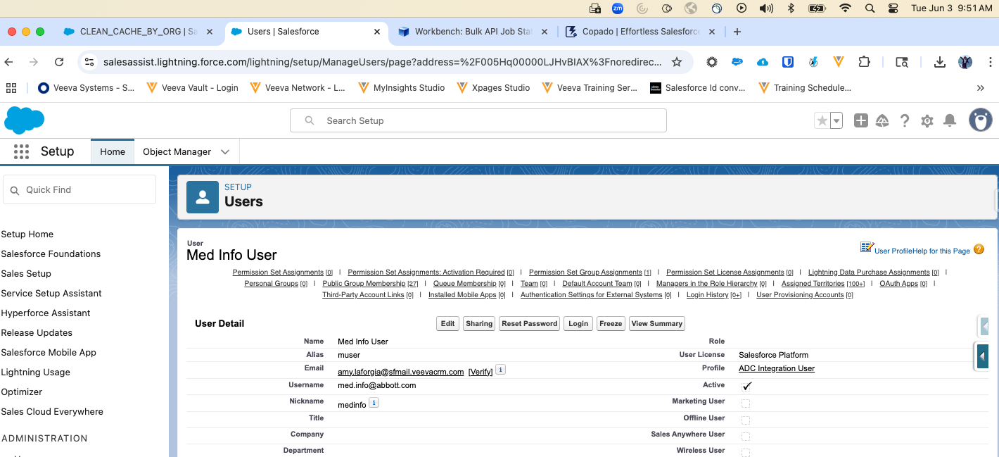 zm Tue Jun 3 9:51 AM
CLEAN_CACHE_BY_ORG | Sa Users | Salesforce Workbench: Bulk API Job Stat Copado | Effortless Salesforc
salesassist.lightning.force.com/lightning/setup/ManageUsers/page?address=%2F005Hq00000LJHvBIAX%3Fnoredirec...
Veeva Systems - S... Veeva Vault - Login Veeva Network - L... MyInsights Studio Xpages Studio Veeva Training Ser... Salesforce Id conv... Training Schedule...
Search Setup
Setup Home Object Manager
Quick Find
SETUP
Users
Setup Home
Salesforce Foundations
Sales Setup
Service Setup Assistant
Hyperforce Assistant
Release Updates
Salesforce Mobile App
Lightning Usage
Optimizer
Sales Cloud Everywhere
ADMINISTRATION
User
Med Info User
User Profile Help for this Page ?
Permission Set Assignments [0] | Permission Set Assignments: Activation Required [0] | Permission Set Group Assignments [1] | Permission Set License Assignments [0] | Lightning Data Purchase Assignments [0] |
Personal Groups [0] | Public Group Membership [27] | Queue Membership [0] | Team [0] | Default Account Team [0] | Managers in the Role Hierarchy [0] | Assigned Territories [100+] | OAuth Apps [0] |
Third-Party Account Links [0] | Installed Mobile Apps [0] | Authentication Settings for External Systems [0] | Login History [0+] | User Provisioning Accounts [0]
User Detail Edit Sharing Reset Password Login Freeze View Summary
Name Med Info User Role
Alias muser User License Salesforce Platform
Email amy.laforgia@sfmail.veevacrm.com [Verify] i Profile ADC Integration User
Username med.info@abbott.com Active
Nickname medinfo i Marketing User
Title Offline User
Company Sales Anywhere User
Department Wireless User